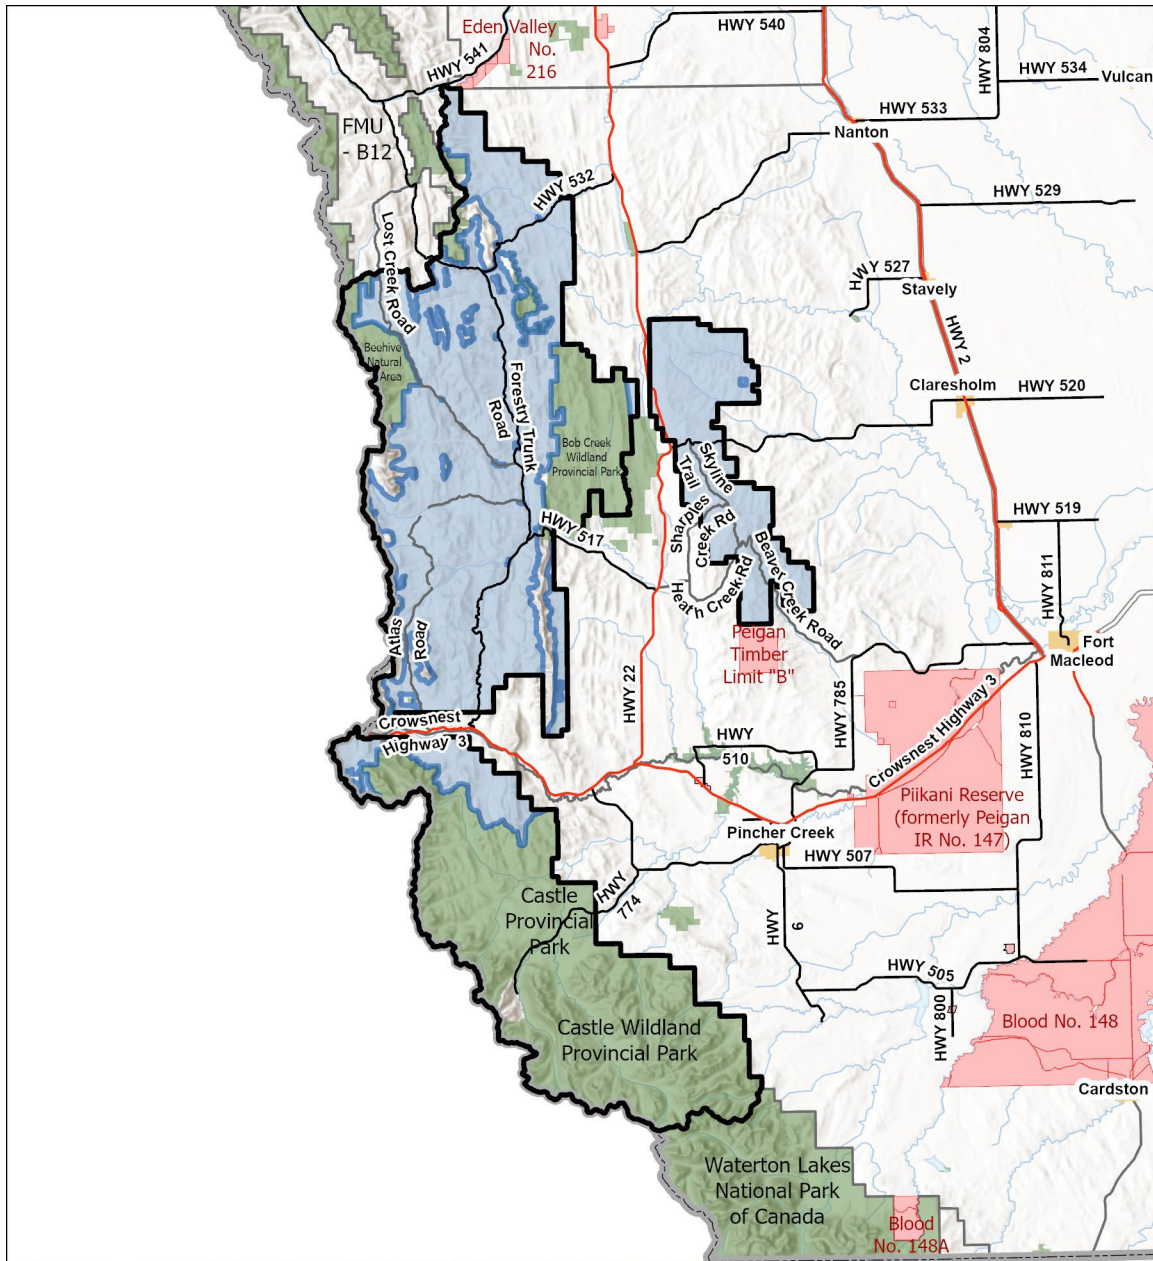 Eden Valley
No.
216
HWY 541
HWY 540
HWY 804
HWY 534
Vulcan
HWY 533
Nanton
FMU
- B12
HWY 532
HWY 529
Lost Creek Road
HWY 527
Stavely
HWY 2
Beehive
Natural
Area
Forestry Trunk
Road
Claresholm
HWY 520
Bob Creek
Wildland
Provincial Park
Skyline
Trail
Sharples
Creek Rd
HWY 517
HWY 519
HWY 811
Heath Creek Rd
Beaver Creek Road
Atlas
Road
Peigan
Timber
Limit "B"
Fort
Macleod
HWY 22
HWY 785
Crowsnest
Highway 3
HWY
510
Crowsnest Highway 3
HWY 810
Piikani Reserve
(formerly Peigan
IR No. 147)
Pincher Creek
HWY 507
Castle
Provincial
Park
HWY
774
HWY
6
HWY 505
HWY 800
Blood No. 148
Castle Wildland
Provincial Park
Cardston
Waterton Lakes
National Park
of Canada
Blood
No. 148A